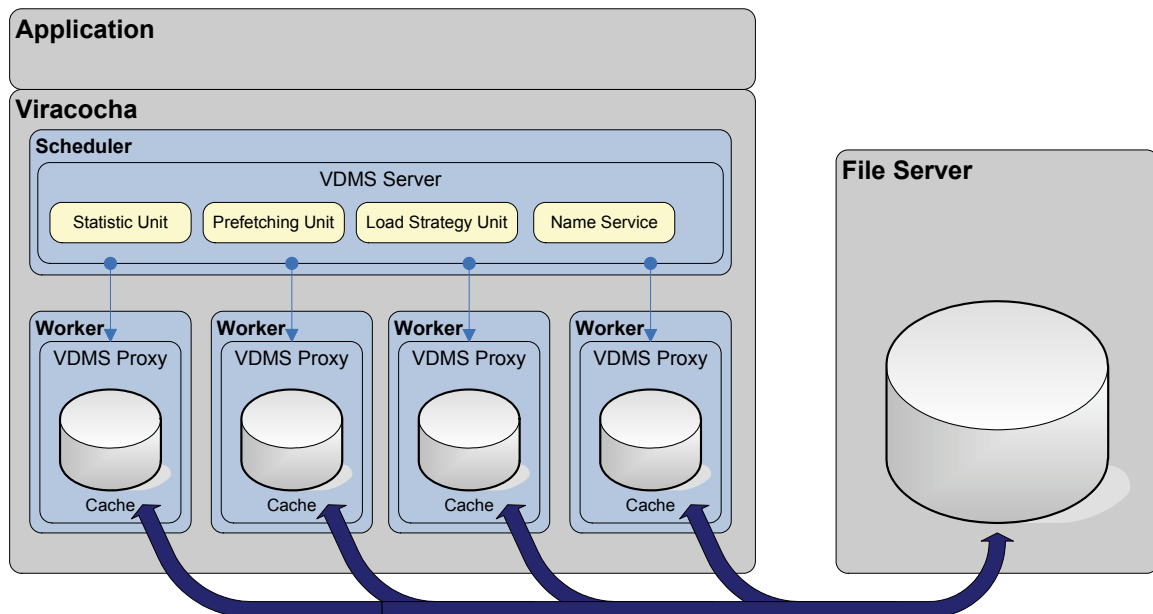 Application
Viracocha
Scheduler
VDMS Server
Statistic Unit
Prefetching Unit
Load Strategy Unit
Name Service
File Server
Worker
Worker
Worker
Worker
VDMS Proxy
VDMS Proxy
VDMS Proxy
VDMS Proxy
Cache
Cache
Cache
Cache